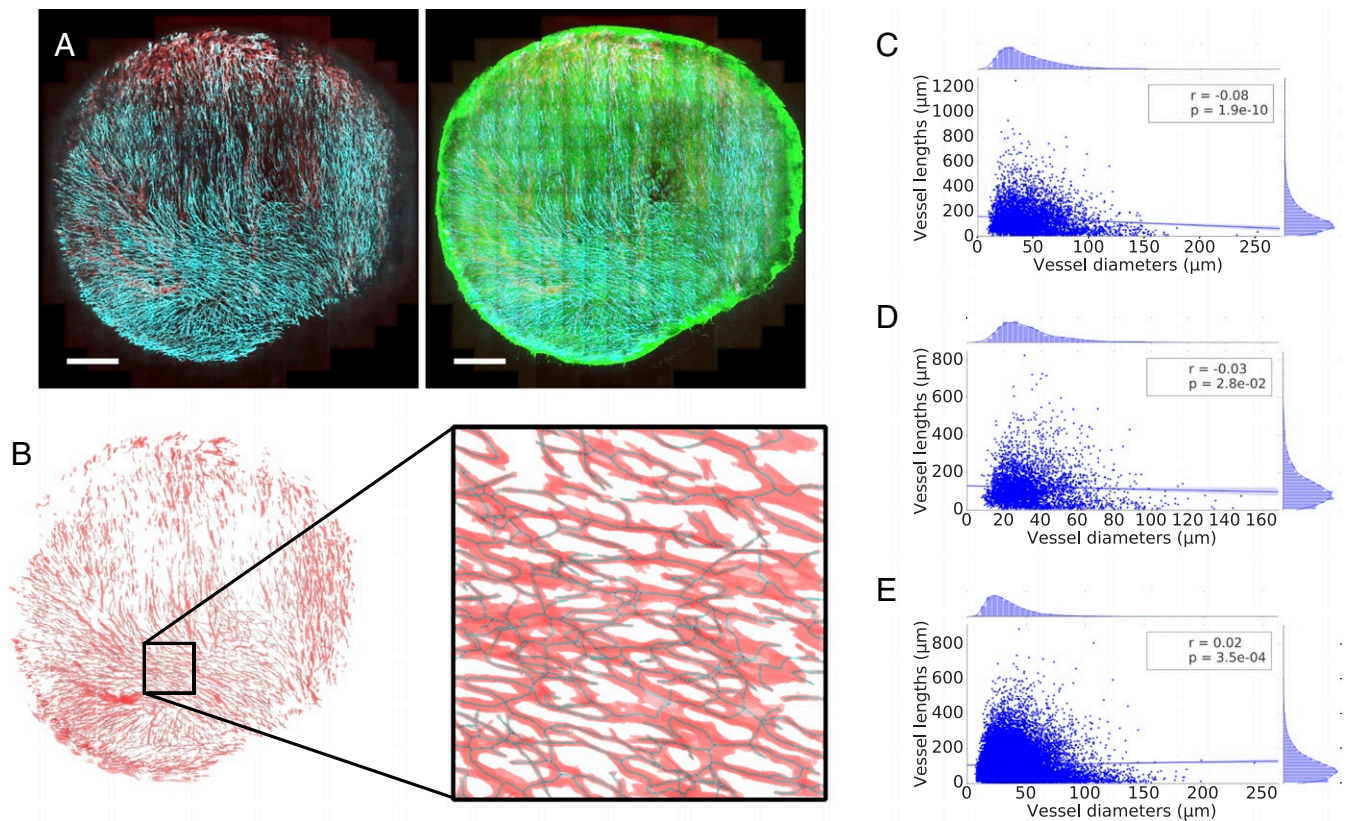 A
B
C
1200
1000
800
600
400
200
0
Vessel lengths (µm)
r = -0.08
p = 1.9e-10
0 50 100 150 200 250
Vessel diameters (µm)
D
800
600
400
200
0
Vessel lengths (µm)
r = -0.03
p = 2.8e-02
0 20 40 60 80 100 120 140 160
Vessel diameters (µm)
E
800
600
400
200
0
Vessel lengths (µm)
r = 0.02
p = 3.5e-04
0 50 100 150 200 250
Vessel diameters (µm)